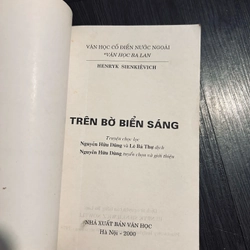 VĂN HỌC CỔ ĐIỂN NƯỚC NGOÀI
*VĂN HỌC BA LAN
HENRYK SIENKIÊVICH
TRÊN BỜ BIỂN SÁNG
Truyện chọn lọc
Nguyễn Hữu Dũng và Lê Bá Thự dịch
Nguyễn Hữu Dũng tuyển chọn và giới thiệu
NHÀ XUẤT BẢN VĂN HỌC
Hà Nội - 2000